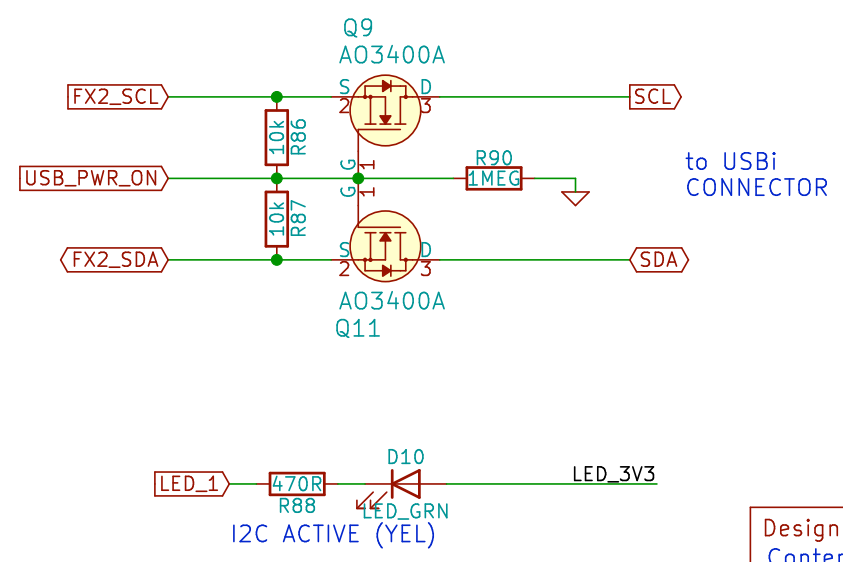 Q9
AO3400A
FX2_SCL
S
D
SCL
2
3
10k
R86
G
1
R90
USB_PWR_ON
1MEG
to USBi
CONNECTOR
G
1
10k
R87
FX2_SDA
S
D
SDA
2
3
AO3400A
Q11
D10
LED_3V3
LED_1
470R
R88
LED_GRN
I2C ACTIVE (YEL)
Design